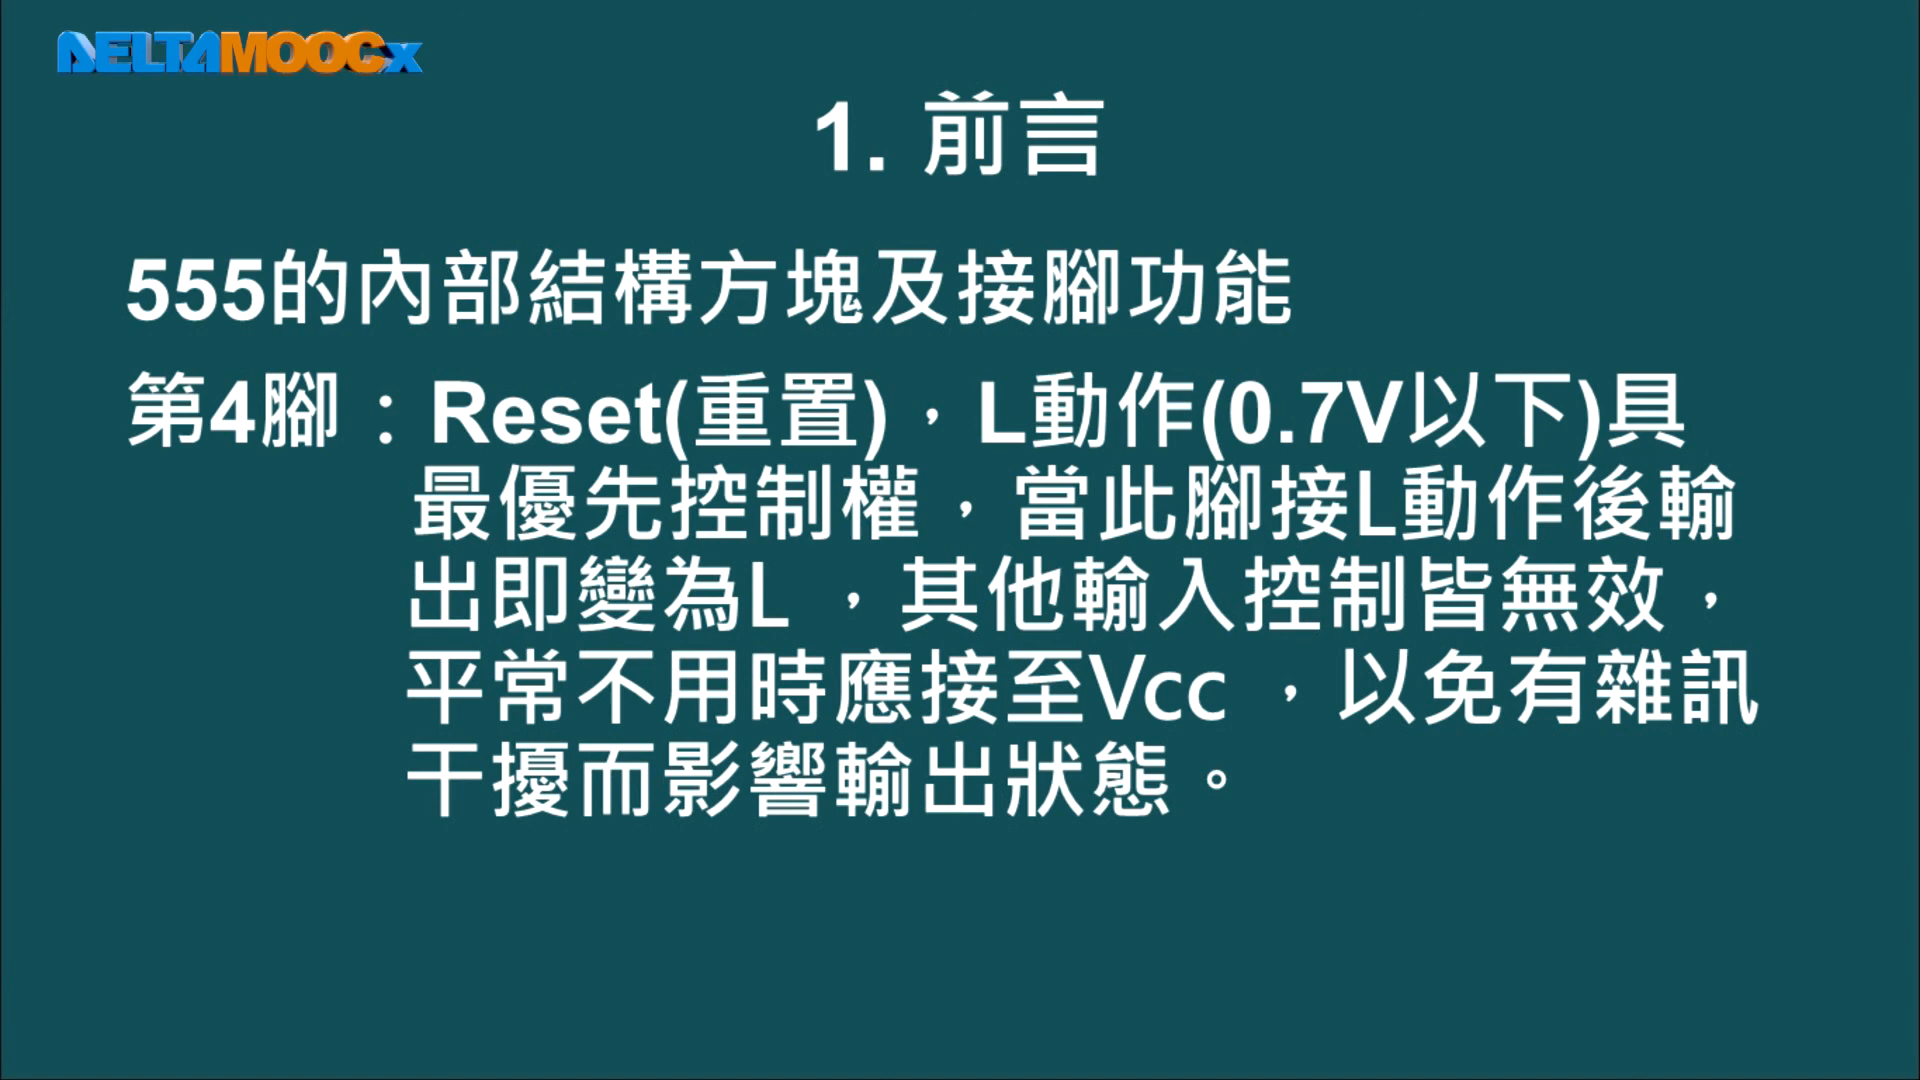 DELTAMOOCx
1. 前言
555的內部結構方塊及接腳功能
第4腳：Reset(重置)，L動作(0.7V以下)具
最優先控制權，當此腳接L動作後輸
出即變為L，其他輸入控制皆無效，
平常不用時應接至Vcc，以免有雜訊
干擾而影響輸出狀態。